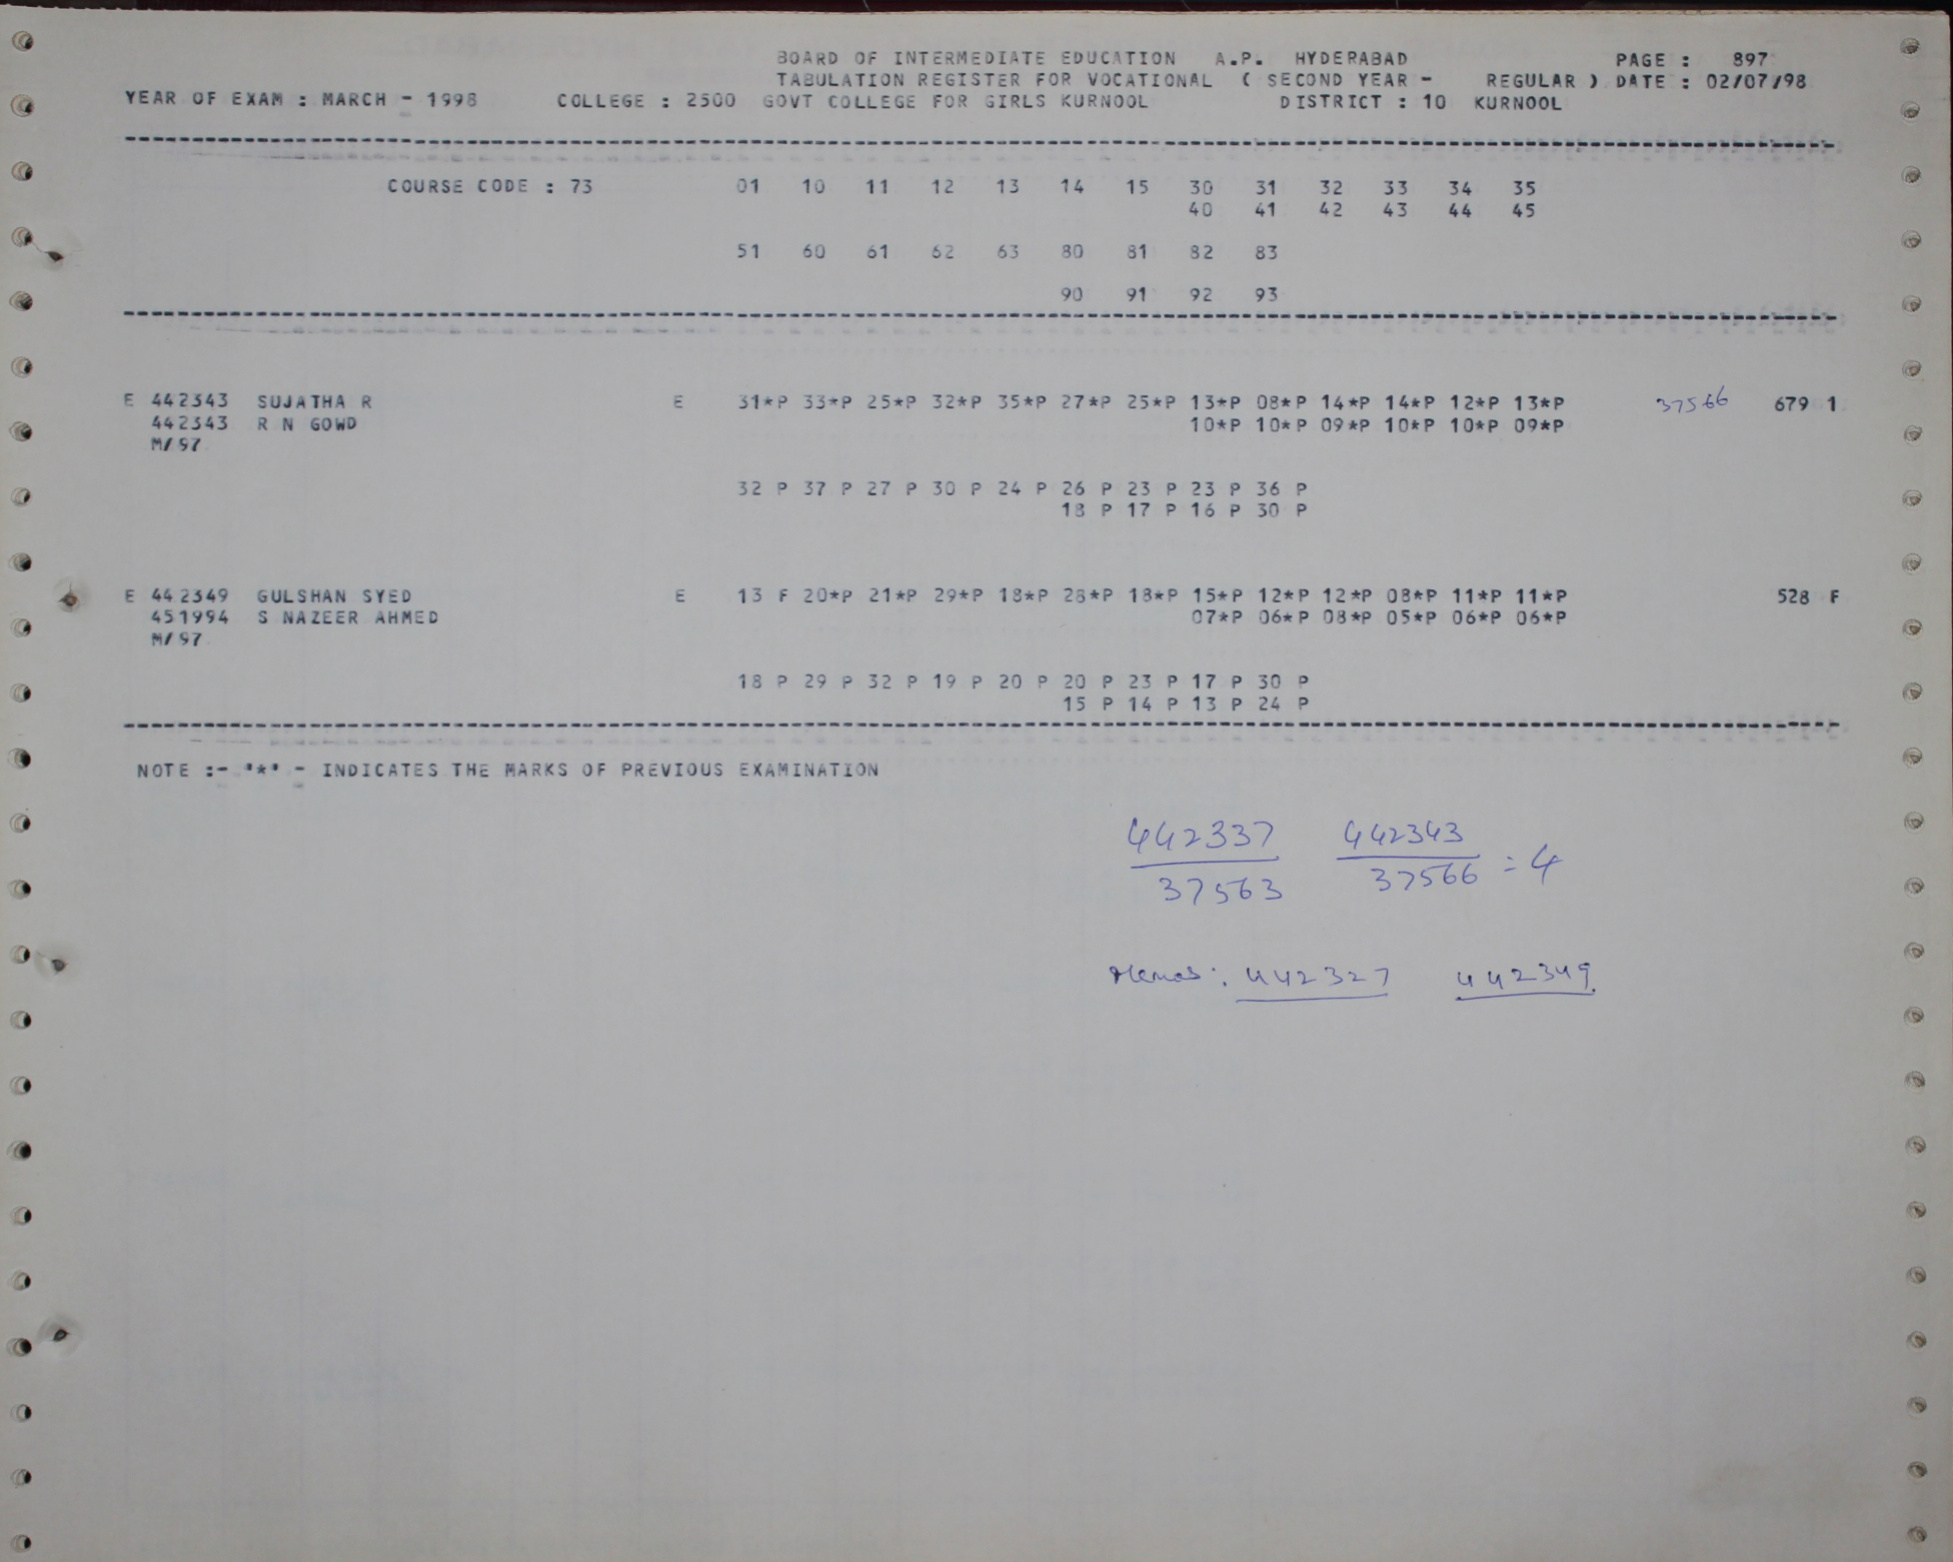 BOARD OF INTERMEDIATE EDUCATION A.P. HYDERABAD PAGE : 897
TABULATION REGISTER FOR VOCATIONAL ( SECOND YEAR - REGULAR ) DATE : 02/07/98
YEAR OF EXAM : MARCH - 1998 COLLEGE : 2500 GOVT COLLEGE FOR GIRLS KURNOOL DISTRICT : 10 KURNOOL
COURSE CODE : 73 01 10 11 12 13 14 15 30 31 32 33 34 35
40 41 42 43 44 45
51 60 61 62 63 80 81 82 83
90 91 92 93
E 442343 SUJATHA R E 31*P 33*P 25*P 32*P 35*P 27*P 25*P 13*P 08*P 14*P 14*P 12*P 13*P 37566 679 1
442343 R N GOWD 10*P 10*P 09*P 10*P 10*P 09*P
M/97
32 P 37 P 27 P 30 P 24 P 26 P 23 P 23 P 36 P
18 P 17 P 16 P 30 P
E 442349 GULSHAN SYED E 13 F 20*P 21*P 29*P 18*P 28*P 18*P 15*P 12*P 12*P 08*P 11*P 11*P 528 F
451994 S NAZEER AHMED 07*P 06*P 08*P 05*P 06*P 06*P
M/97
18 P 29 P 32 P 19 P 20 P 20 P 23 P 17 P 30 P
15 P 14 P 13 P 24 P
NOTE :- "*" - INDICATES THE MARKS OF PREVIOUS EXAMINATION
442337 442343
37563 37566 = 4
Memos : 442327 442349